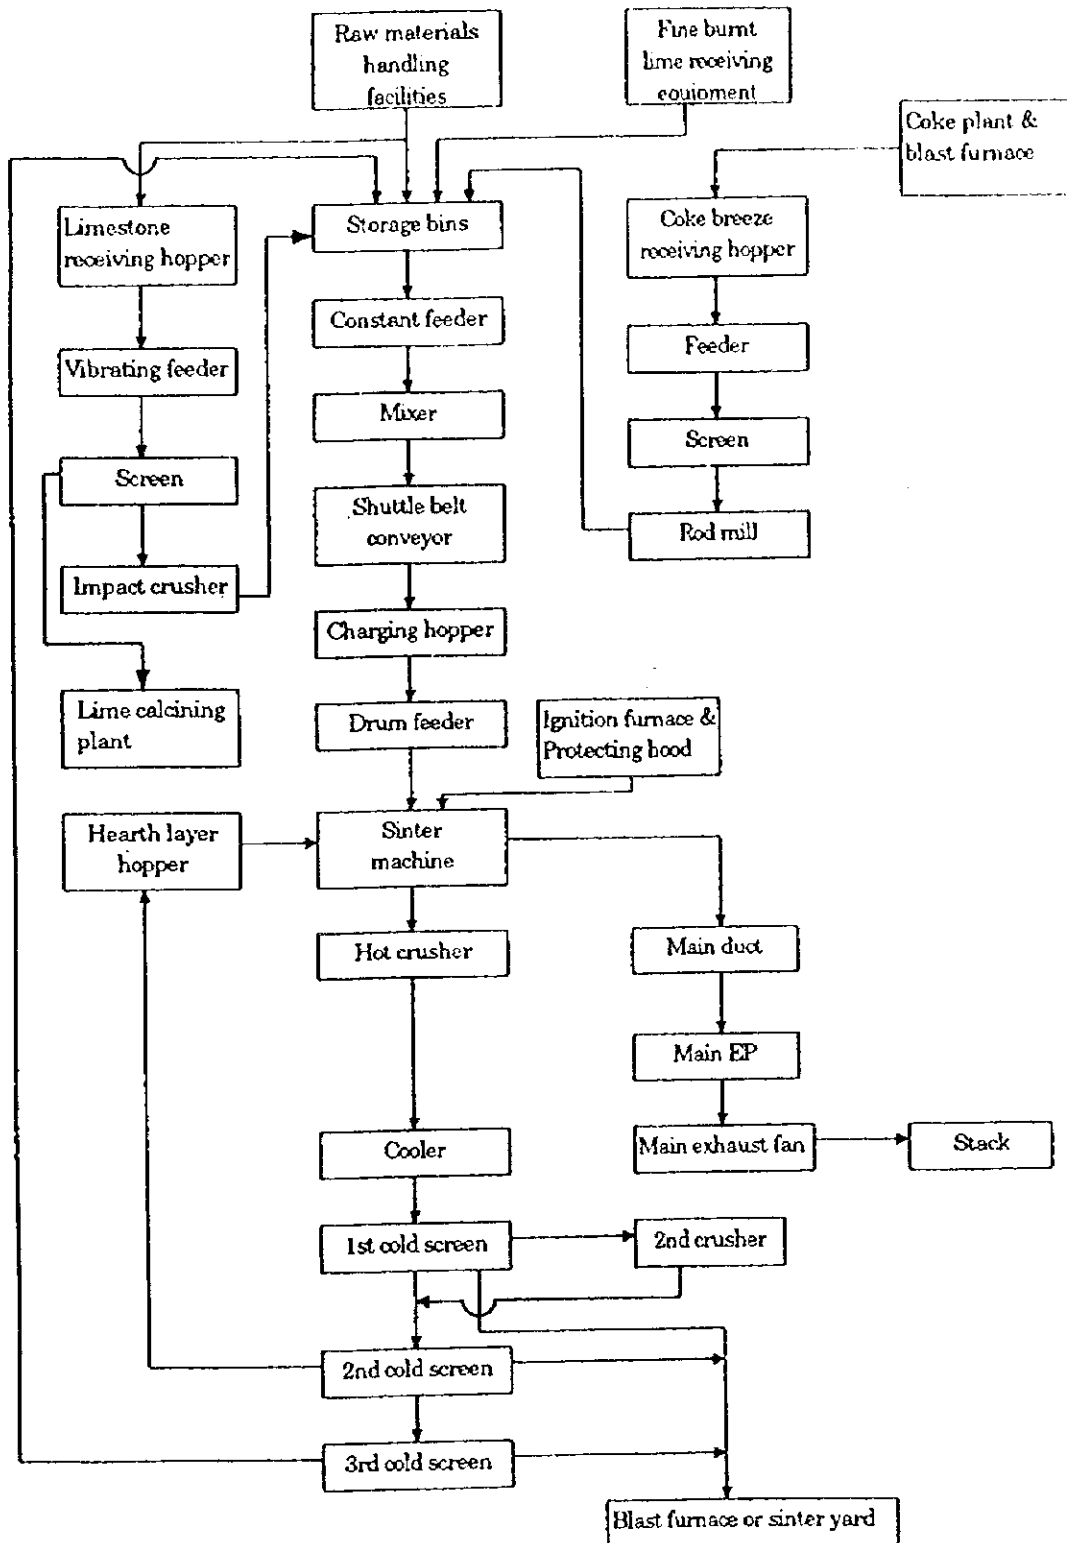 Raw materials
handling
facilities
Fine burnt
lime receiving
equioment
Coke plant &
blast furnace
Limestone
receiving hopper
Storage bins
Coke breeze
receiving hopper
Constant feeder
Vibrating feeder
Feeder
Mixer
Screen
Screen
Shuttle belt
conveyor
Rod mill
Impact crusher
Charging hopper
Lime calcining
plant
Drum feeder
Ignition furnace &
Protecting hood
Hearth layer
hopper
Sinter
machine
Hot crusher
Main duct
Main EP
Cooler
Main exhaust fan
Stack
1st cold screen
2nd crusher
2nd cold screen
3rd cold screen
Blast furnace or sinter yard